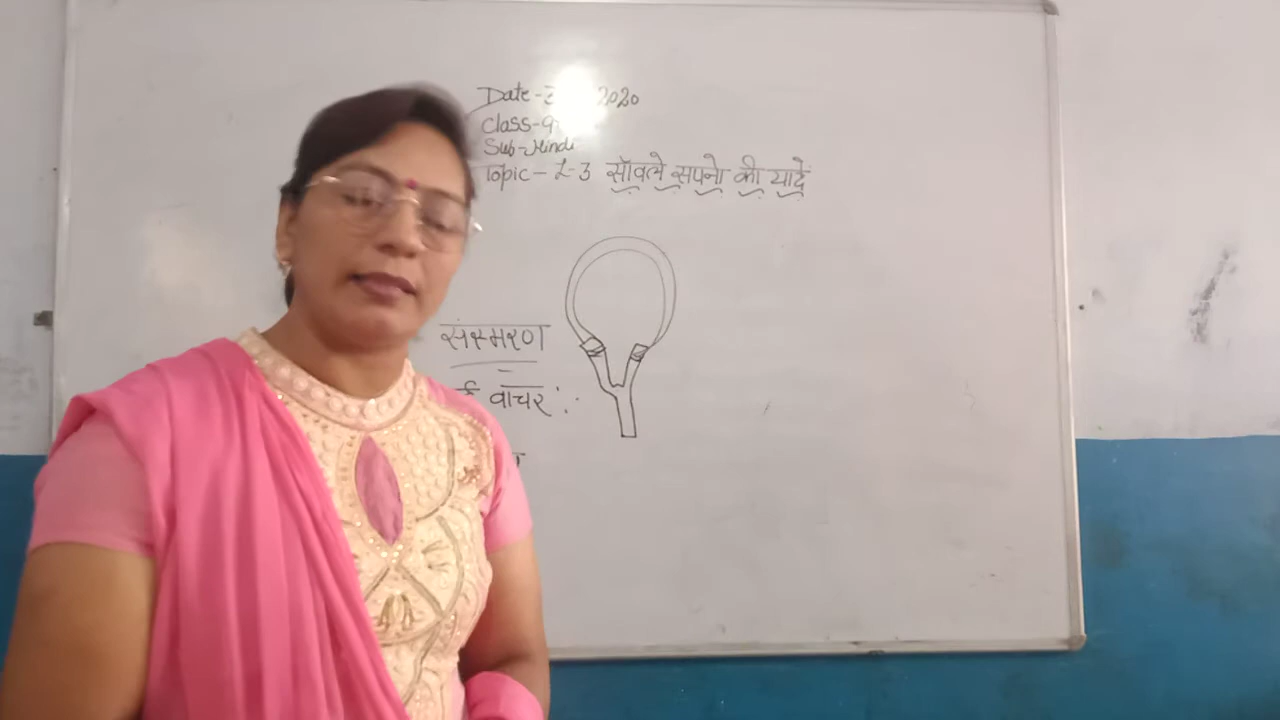 Date- 2020
Class-9
Sub-Hindi
Topic- L-3 साँवले सपनो की यादें
संस्मरण
वाचर :